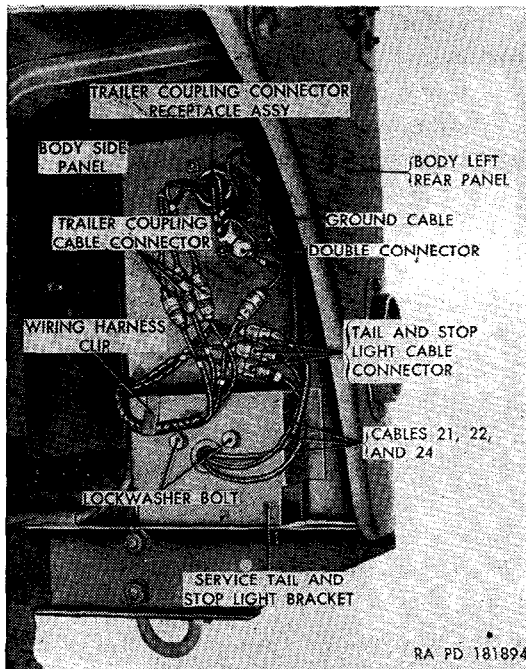 TRAILER COUPLING CONNECTOR
RECEPTACLE ASSY
BODY SIDE
PANEL
BODY LEFT
REAR PANEL
TRAILER COUPLING
CABLE CONNECTOR
GROUND CABLE
DOUBLE CONNECTOR
WIRING HARNESS
CLIP
TAIL AND STOP
LIGHT CABLE
CONNECTOR
CABLES 21, 22,
AND 24
LOCKWASHER BOLT
SERVICE TAIL AND
STOP LIGHT BRACKET
RA PD 181894